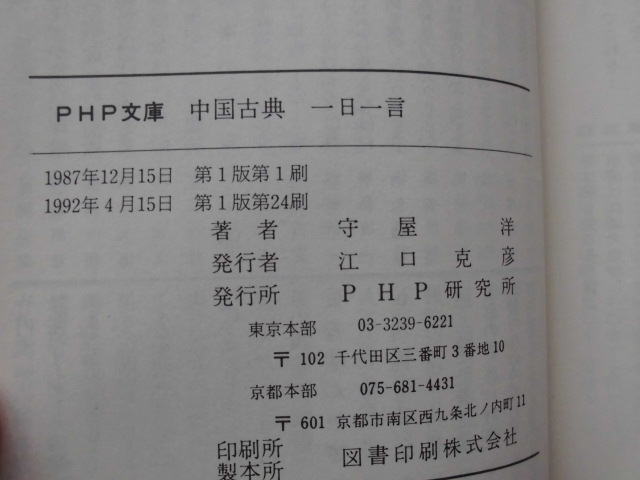 PHP文庫　中国古典　一日一言
1987年12月15日　第1版第1刷
1992年4月15日　第1版第24刷
著者　守屋　洋
発行者　江口克彦
発行所　PHP研究所
東京本部　03-3239-6221
〒102 千代田区三番町3番地10
京都本部　075-681-4431
〒601 京都市南区西九条北ノ内町11
印刷所
製本所　図書印刷株式会社